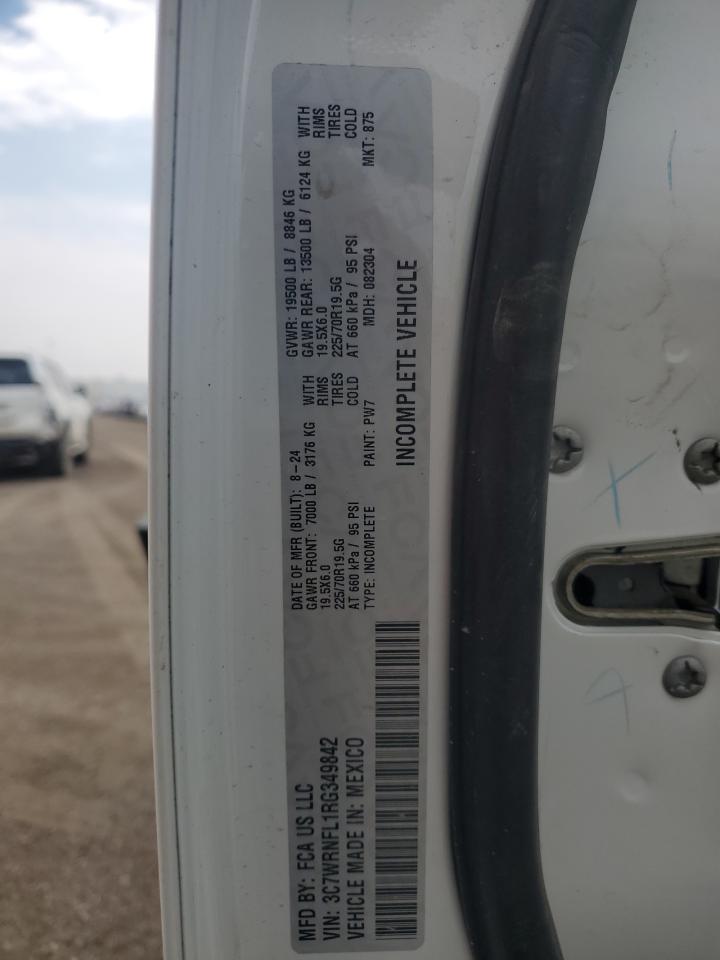 MFD BY: FCA US LLC
VIN: 3C7WRNFL1RG349842
VEHICLE MADE IN: MEXICO
DATE OF MFR (BUILT): 8-24
GAWR FRONT: 7000 LB / 3176 KG WITH
19.5X6.0 RIMS
225/70R19.5G TIRES
AT 660 kPa / 95 PSI COLD
TYPE: INCOMPLETE
PAINT: PW7
GVWR: 19500 LB / 8846 KG
GAWR REAR: 13500 LB / 6124 KG WITH
19.5X6.0 RIMS
225/70R19.5G TIRES
AT 660 kPa / 95 PSI COLD
MDH: 082304
MKT: 875
INCOMPLETE VEHICLE